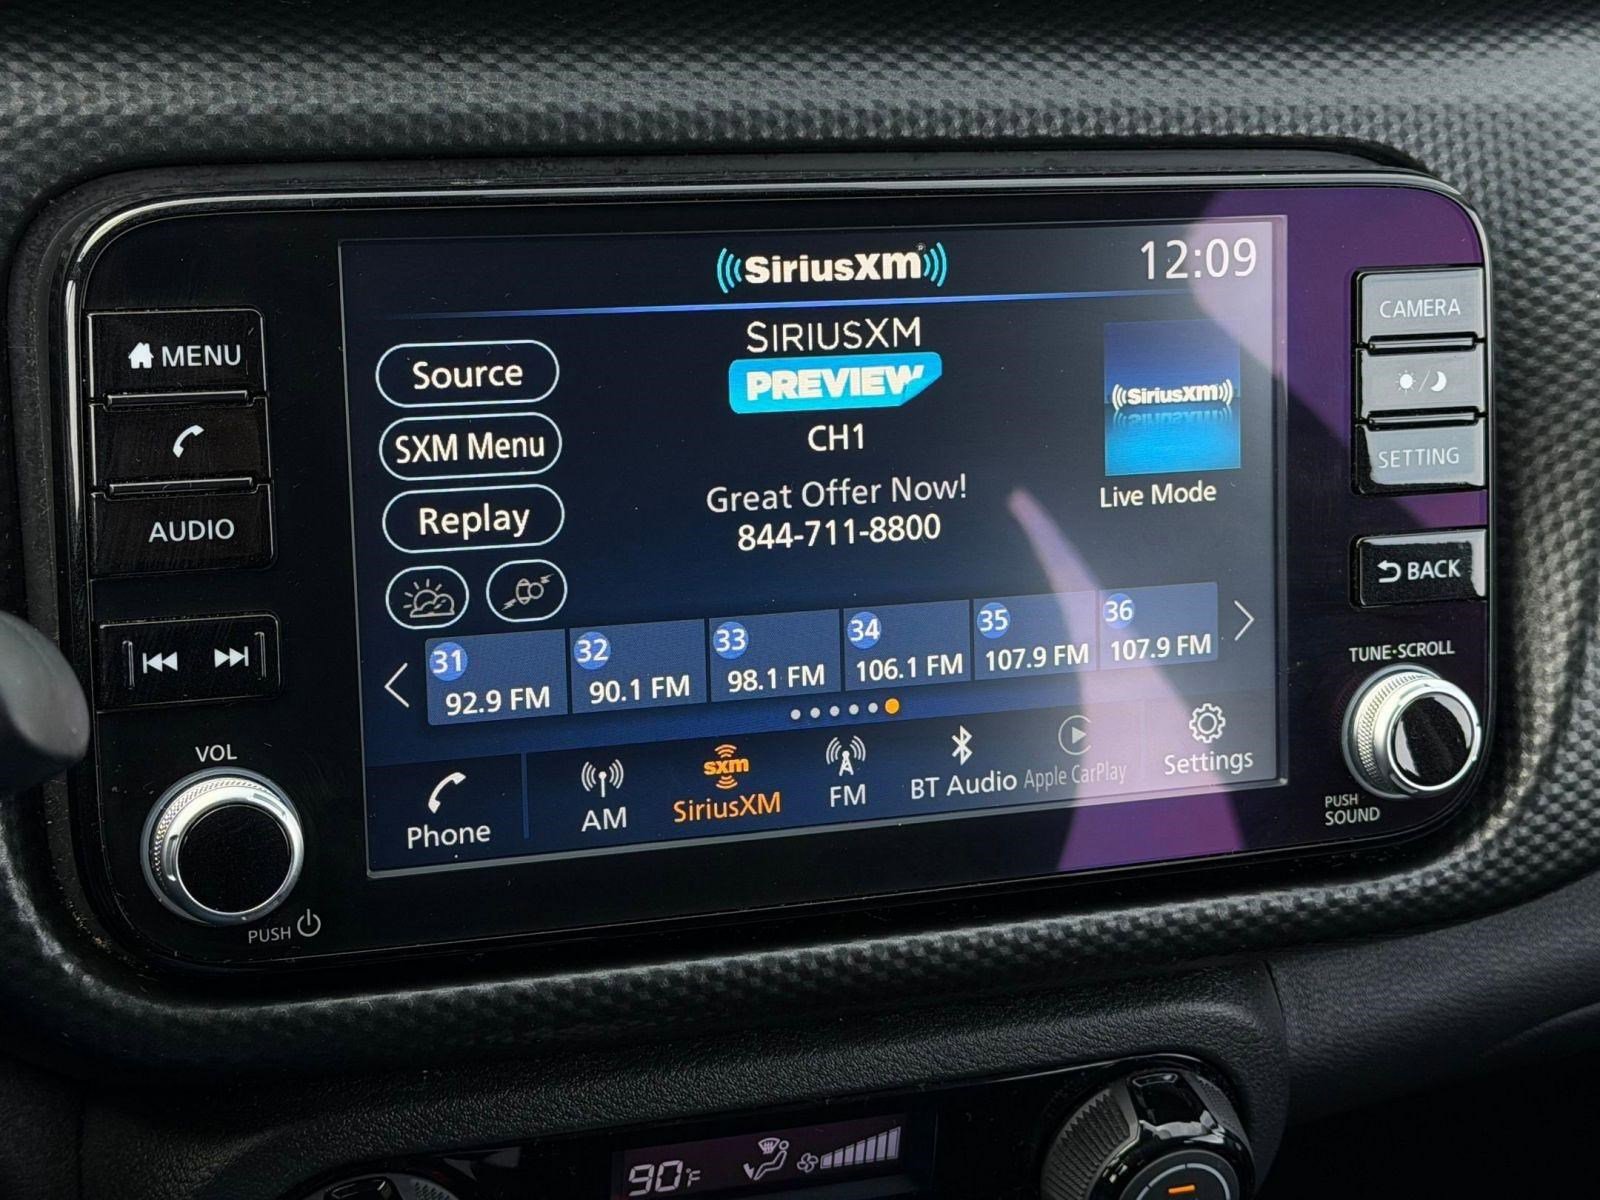 SiriusXM
12:09
CAMERA
MENU
SIRIUSXM
PREVIEW
Source
SiriusXM
CH1
SXM Menu
SETTING
Great Offer Now!
Live Mode
844-711-8800
Replay
AUDIO
BACK
31
32
33
34
35
36
92.9 FM
90.1 FM
98.1 FM
106.1 FM
107.9 FM
107.9 FM
TUNE·SCROLL
VOL
Phone
AM
sxm
SiriusXM
FM
BT Audio
Apple CarPlay
Settings
PUSH
SOUND
PUSH
90°F